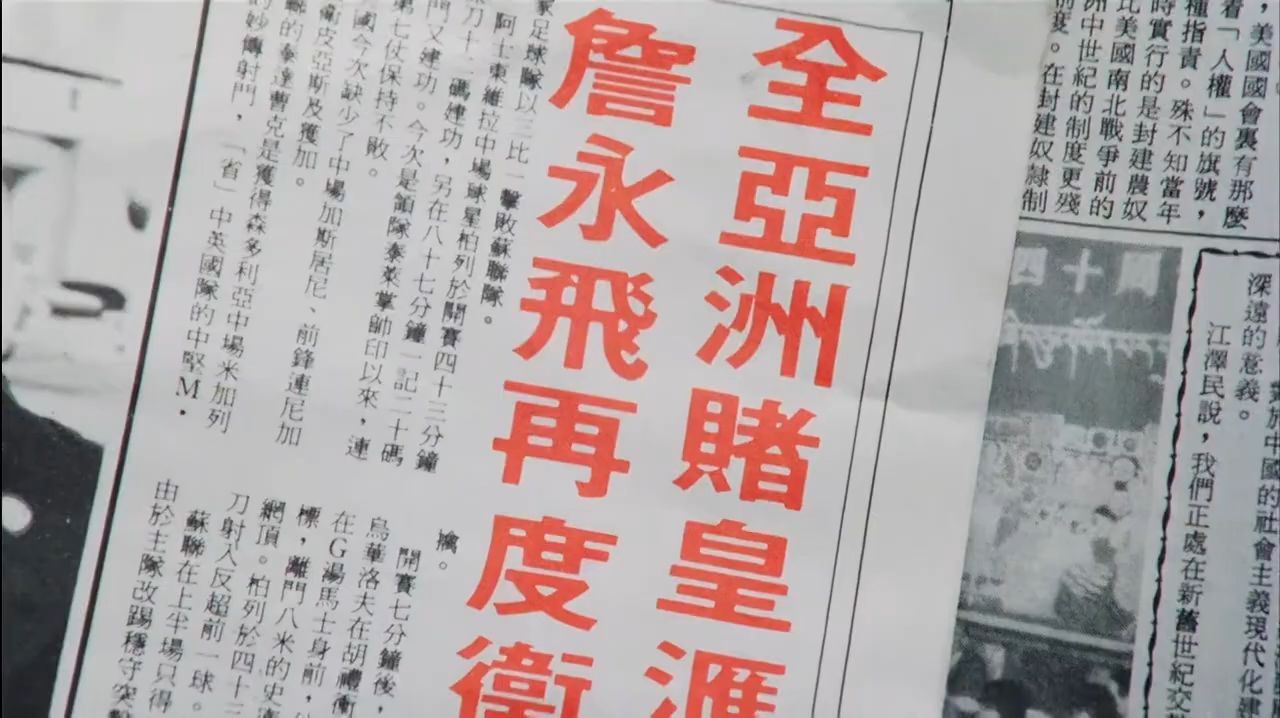 ，美國國會裏有那麼
看「人權」的旗號，
種指責。殊不知當年
時實行的是封建農奴
比美國南北戰爭前的
洲中世紀的制度更殘
制度。在封建奴隸制
深遠的意義。
江澤民說，我們正處在新舊世紀交
中國的社會主義現代化建
四十周
全亞洲賭皇滙
詹永飛再度衛
家足球隊以三比一擊敗蘇聯隊。
阿士東維拉中場球星柏列於開賽四十三分鐘
刀十二碼建功，另在八十七分鐘一記二十碼
門又建功。今次是領隊泰萊掌帥印以來，連
第七仗保持不敗。
國今次缺少了中場加斯居尼、前鋒連尼加
衛皮亞斯及獲加。
蘇的泰達曹克是獲得森多利亞中場米加列
的妙傳射門，「省」中英國隊的中堅M，
擒。
開賽七分鐘後，
烏華洛夫在胡禮衝
在G湯馬士身前，
標，離門八米的史
網頂。柏列於四十三
刀射入反超前一球。
蘇聯在上半場只得
由於主隊改踢穩守突